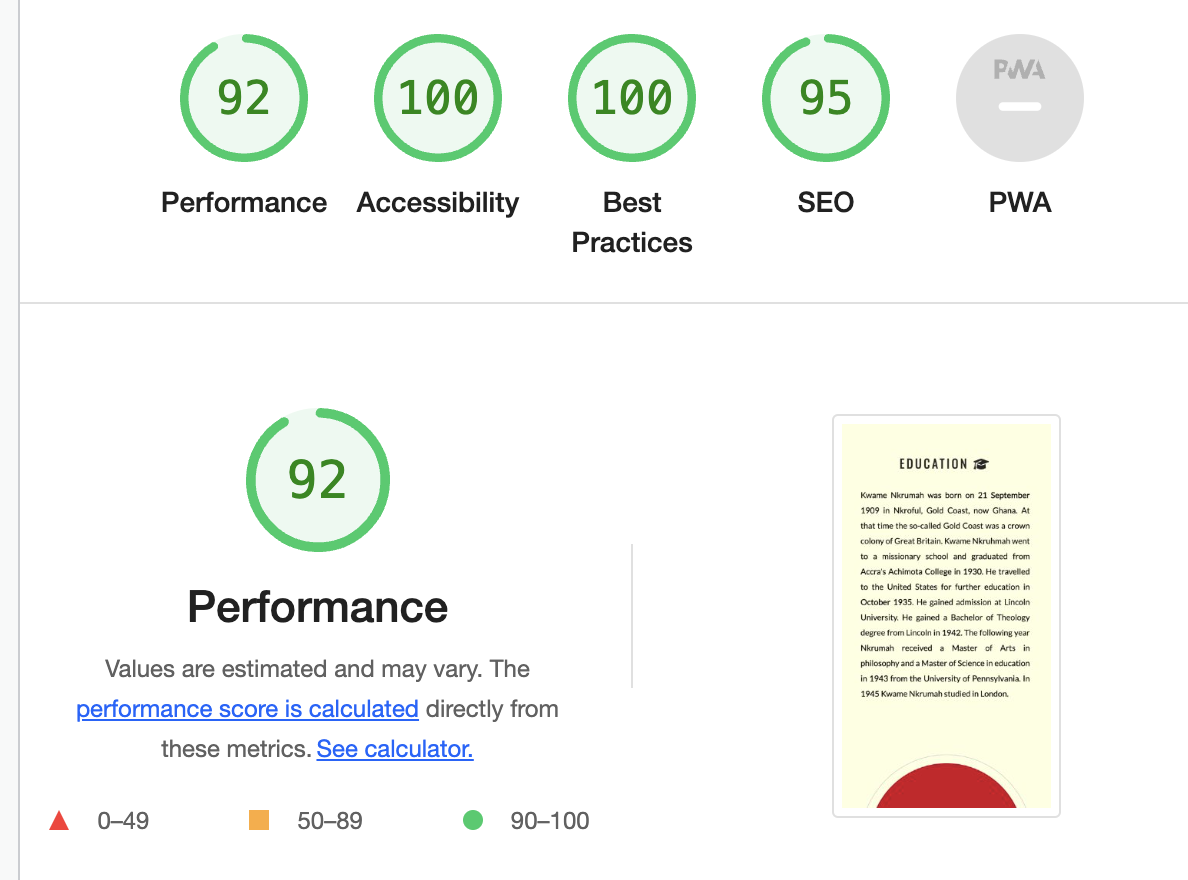 92
100
100
95
PWA
Performance
Accessibility
Best
Practices
SEO
PWA
92
Performance
Values are estimated and may vary. The
performance score is calculated directly from
these metrics. See calculator.
0–49
50–89
90–100
EDUCATION
Kwame Nkrumah was born on 21 September
1909 in Nkroful, Gold Coast, now Ghana. At
that time the so-called Gold Coast was a crown
colony of Great Britain. Kwame Nkruhmah went
to a missionary school and graduated from
Accra's Achimota College in 1930. He travelled
to the United States for further education in
October 1935. He gained admission at Lincoln
University. He gained a Bachelor of Theology
degree from Lincoln in 1942. The following year
Nkrumah received a Master of Arts in
philosophy and a Master of Science in education
in 1943 from the University of Pennsylvania. In
1945 Kwame Nkrumah studied in London.